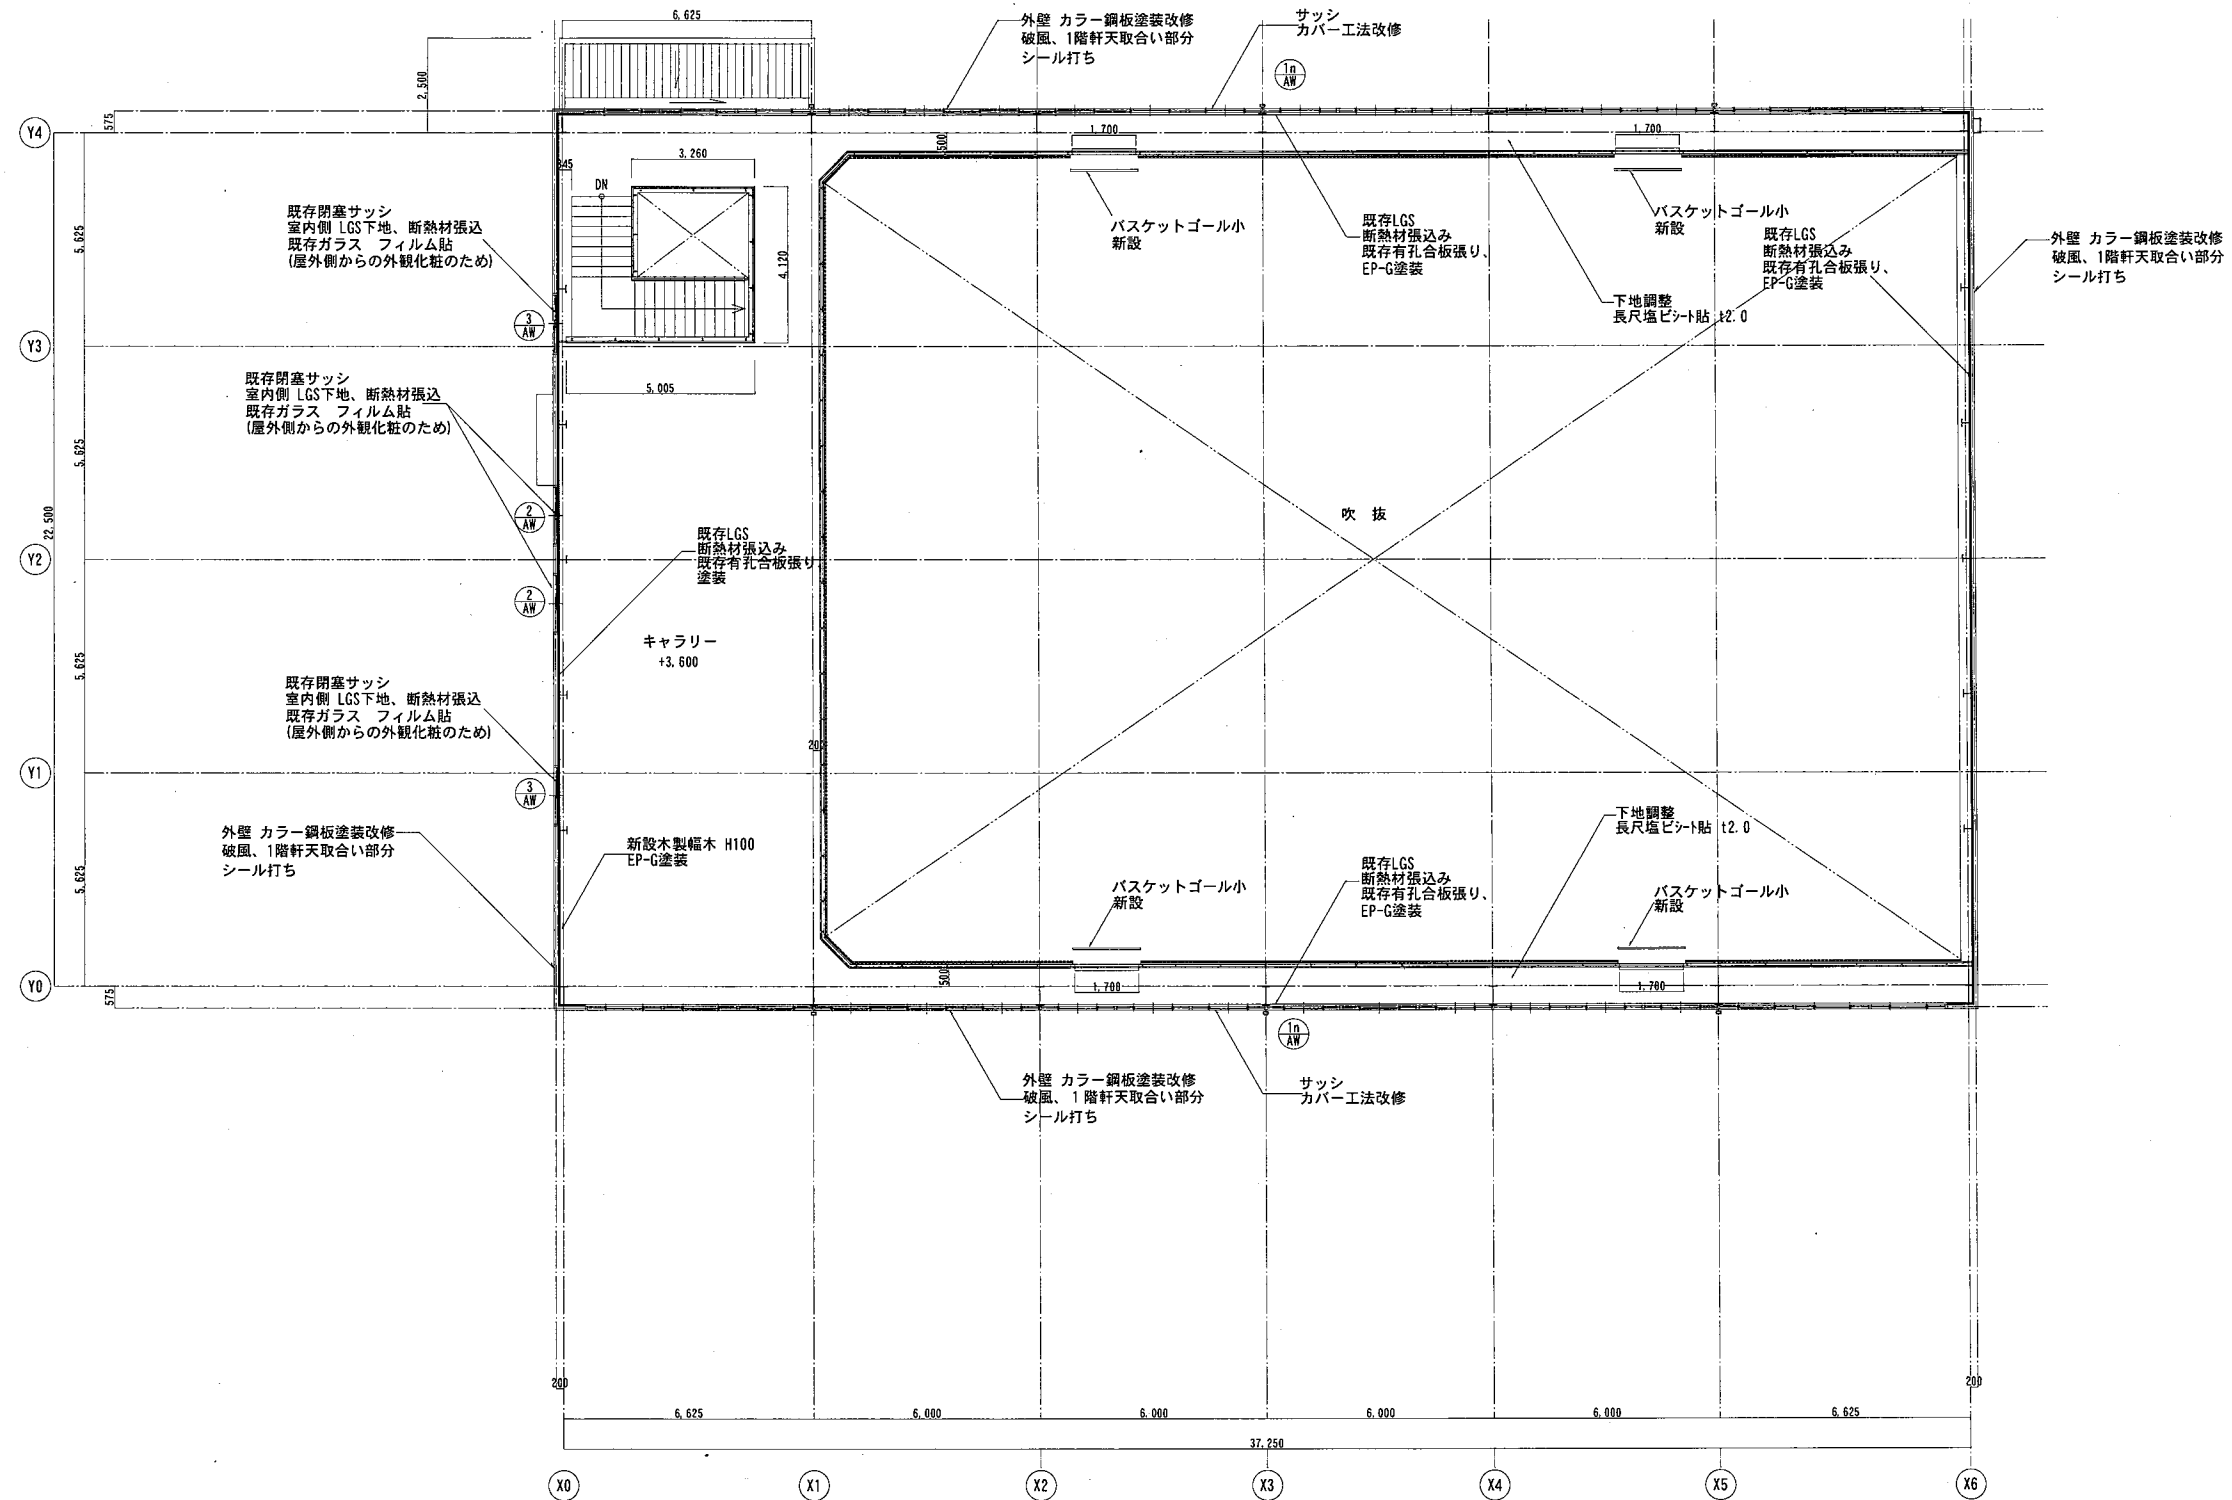 6,625
外壁 カラー鋼板塗装改修
破風、1階軒天取合い部分
シール打ち
サッシ
カバー工法改修
1n
AW
2,500
575
Y4
500
1,700
1,700
3,260
345
DN
4,120
既存閉塞サッシ
室内側 LGS下地、断熱材張込
既存ガラス フィルム貼
(屋外側からの外観化粧のため)
バスケットゴール小
新設
既存LGS
断熱材張込み
既存有孔合板張り、
EP-G塗装
バスケットゴール小
新設
既存LGS
断熱材張込み
既存有孔合板張り、
EP-G塗装
外壁 カラー鋼板塗装改修
破風、1階軒天取合い部分
シール打ち
5,625
下地調整
長尺塩ビシート貼 t2.0
3
AW
Y3
既存閉塞サッシ
室内側 LGS下地、断熱材張込
既存ガラス フィルム貼
(屋外側からの外観化粧のため)
5,005
5,625
22,500
2
AW
吹 抜
既存LGS
断熱材張込み
既存有孔合板張り
塗装
Y2
2
AW
キャラリー
+3,600
5,625
既存閉塞サッシ
室内側 LGS下地、断熱材張込
既存ガラス フィルム貼
(屋外側からの外観化粧のため)
202
Y1
3
AW
外壁 カラー鋼板塗装改修
破風、1階軒天取合い部分
シール打ち
新設木製幅木 H100
EP-G塗装
5,625
下地調整
長尺塩ビシート貼 t2.0
既存LGS
断熱材張込み
既存有孔合板張り、
EP-G塗装
バスケットゴール小
新設
バスケットゴール小
新設
Y0
575
500
1,700
1,700
1n
AW
外壁 カラー鋼板塗装改修
破風、1階軒天取合い部分
シール打ち
サッシ
カバー工法改修
200
200
6,625
6,000
6,000
6,000
6,000
6,625
37,250
X0
X1
X2
X3
X4
X5
X6